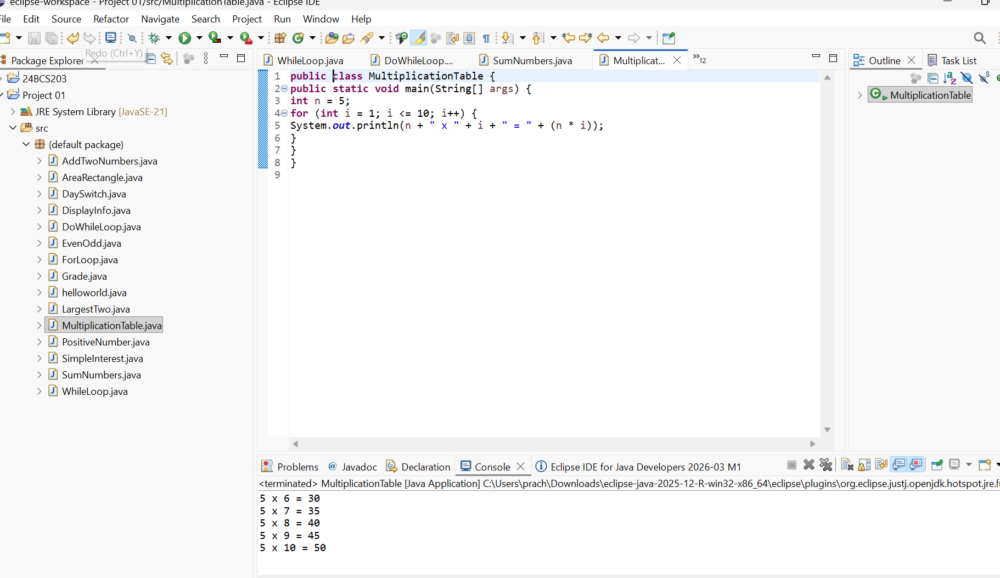 eclipse-workspace - Project 01/src/MultiplicationTable.java - Eclipse IDE
File Edit Source Refactor Navigate Search Project Run Window Help
Redo (Ctrl+Y)
Package Explorer
24BCS203
Project 01
JRE System Library [JavaSE-21]
src
(default package)
AddTwoNumbers.java
AreaRectangle.java
DaySwitch.java
DisplayInfo.java
DoWhileLoop.java
EvenOdd.java
ForLoop.java
Grade.java
helloworld.java
LargestTwo.java
MultiplicationTable.java
PositiveNumber.java
SimpleInterest.java
SumNumbers.java
WhileLoop.java
WhileLoop.java DoWhileLoop.... SumNumbers.java Multiplicat... »12
1 public class MultiplicationTable {
2 public static void main(String[] args) {
3 int n = 5;
4 for (int i = 1; i <= 10; i++) {
5 System.out.println(n + " x " + i + " = " + (n * i));
6 }
7 }
8 }
9
Outline Task List
MultiplicationTable
Problems @ Javadoc Declaration Console Eclipse IDE for Java Developers 2026-03 M1
<terminated> MultiplicationTable [Java Application] C:\Users\prach\Downloads\eclipse-java-2025-12-R-win32-x86_64\eclipse\plugins\org.eclipse.justj.openjdk.hotspot.jre.fu
5 x 6 = 30
5 x 7 = 35
5 x 8 = 40
5 x 9 = 45
5 x 10 = 50